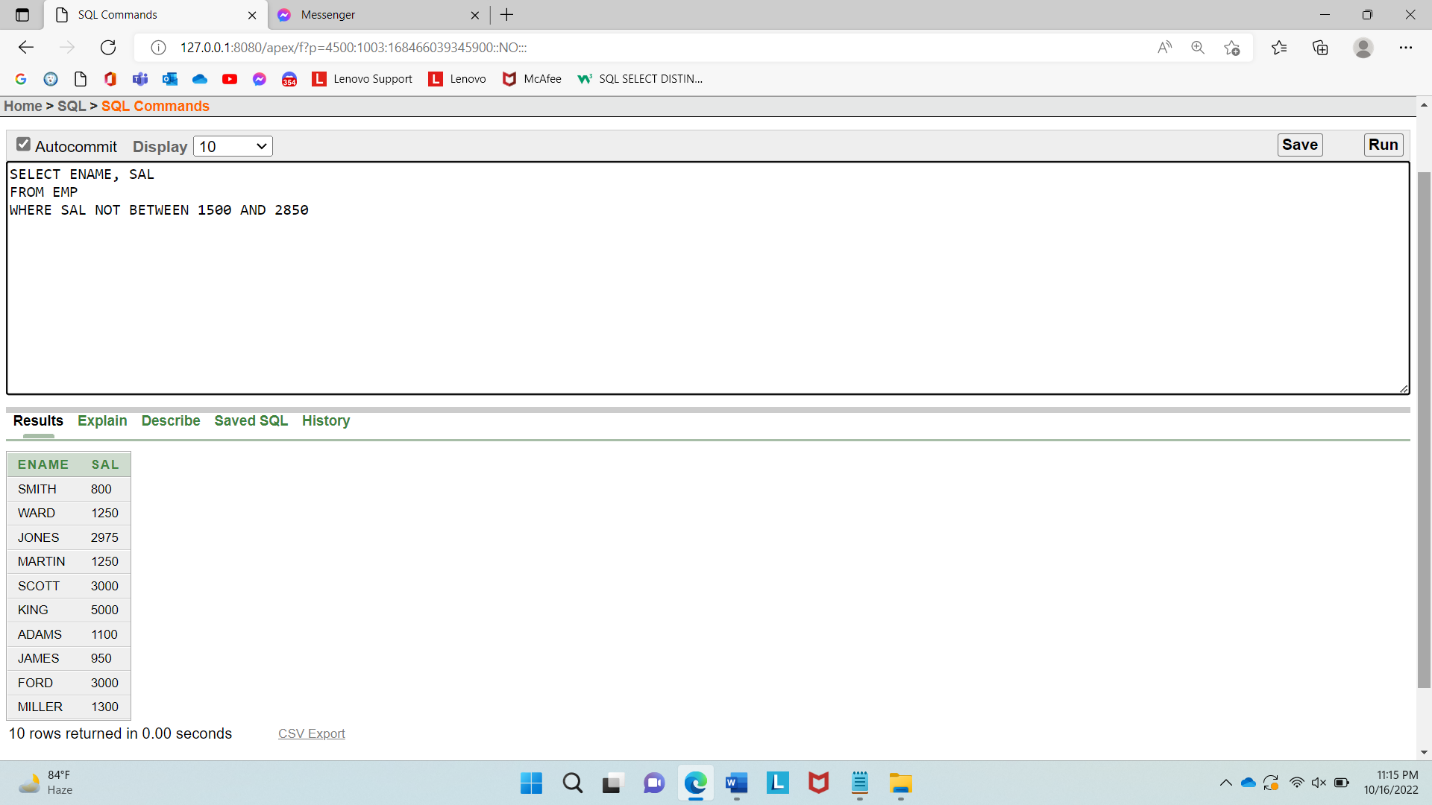 SQL Commands
Messenger
127.0.0.1:8080/apex/f?p=4500:1003:168466039345900::NO:::
354 Lenovo Support Lenovo McAfee SQL SELECT DISTIN...
Home > SQL > SQL Commands
Autocommit Display 10 Save Run
SELECT ENAME, SAL
FROM EMP
WHERE SAL NOT BETWEEN 1500 AND 2850
Results Explain Describe Saved SQL History
ENAME SAL
SMITH 800
WARD 1250
JONES 2975
MARTIN 1250
SCOTT 3000
KING 5000
ADAMS 1100
JAMES 950
FORD 3000
MILLER 1300
10 rows returned in 0.00 seconds CSV Export
84°F
Haze
11:15 PM
10/16/2022